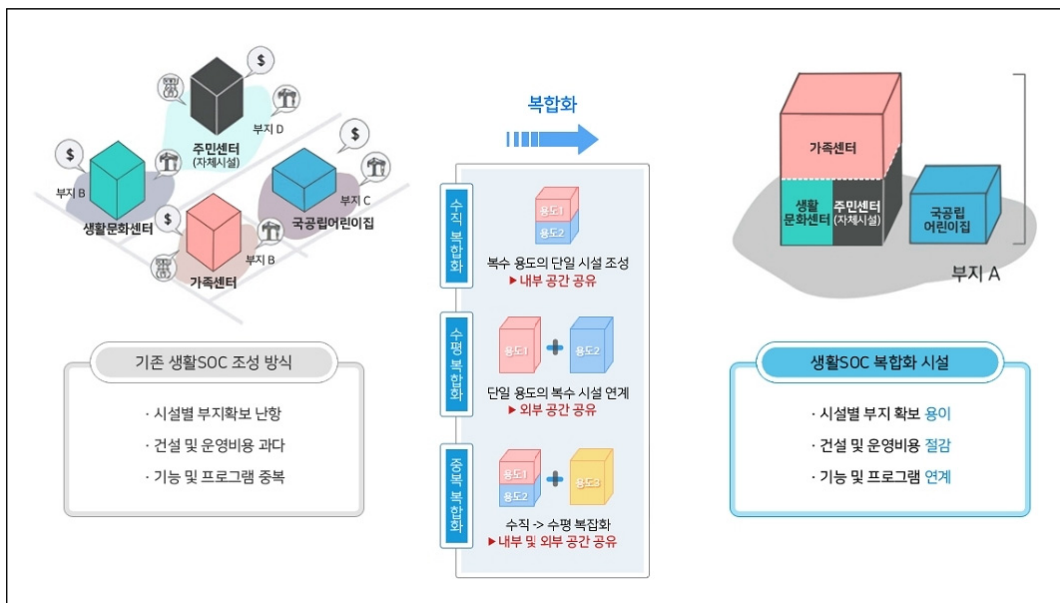 $
주민센터
(자체시설)
부지 D
$
생활문화센터
부지 B
$
국공립어린이집
부지 C
$
가족센터
부지 B
기존 생활SOC 조성 방식
· 시설별 부지확보 난항
· 건설 및 운영비용 과다
· 기능 및 프로그램 중복
복합화
수직 복합화
용도1
용도2
복수 용도의 단일 시설 조성
▶내부 공간 공유
수평 복합화
용도1
용도2
단일 용도의 복수 시설 연계
▶외부 공간 공유
중복 복합화
용도1
용도2
용도3
수직 -> 수평 복잡화
▶내부 및 외부 공간 공유
가족센터
생활
문화센터
주민센터
(자체시설)
국공립
어린이집
부지 A
생활SOC 복합화 시설
· 시설별 부지 확보 용이
· 건설 및 운영비용 절감
· 기능 및 프로그램 연계